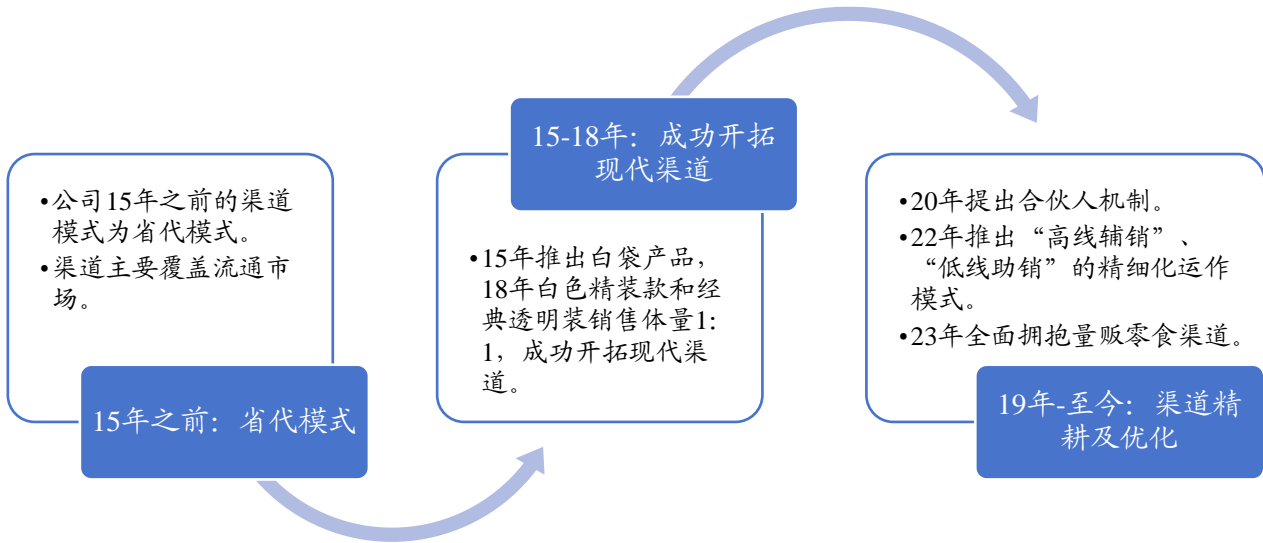 •公司15年之前的渠道
模式为省代模式。
•渠道主要覆盖流通市
场。
15年之前：省代模式
15-18年：成功开拓
现代渠道
•15年推出白袋产品，
18年白色精装款和经
典透明装销售体量1：
1，成功开拓现代渠
道。
•20年提出合伙人机制。
•22年推出“高线辅销”、
“低线助销”的精细化运作
模式。
•23年全面拥抱量贩零食渠道。
19年-至今：渠道精
耕及优化